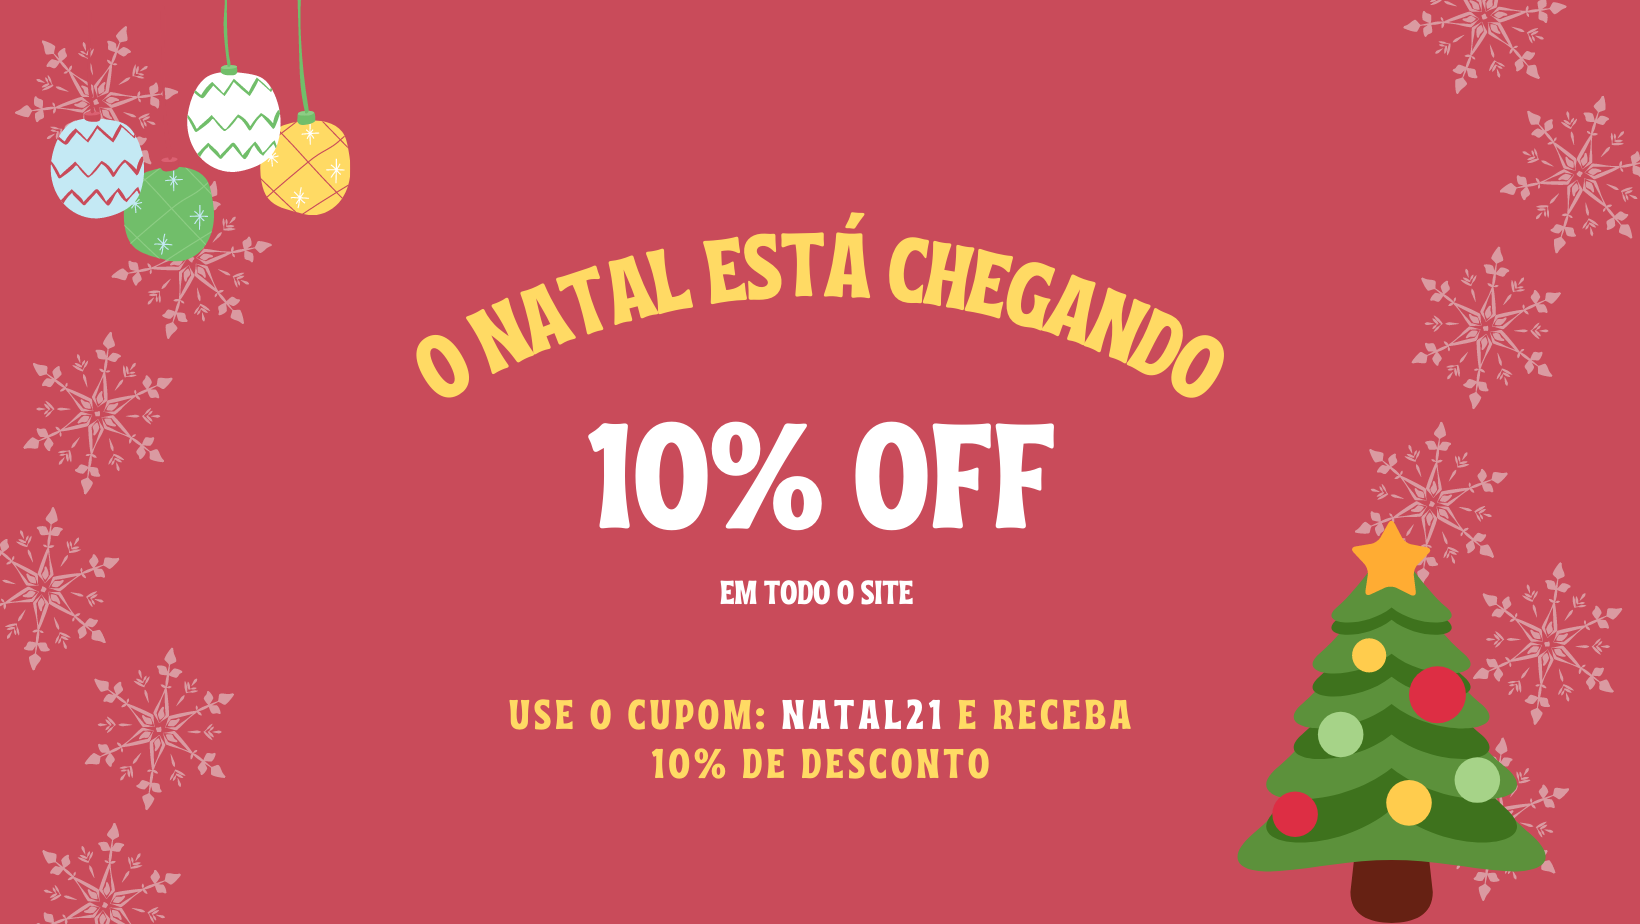 O NATAL ESTÁ CHEGANDO
10% OFF
EM TODO O SITE
USE O CUPOM: NATAL21 E RECEBA
10% DE DESCONTO